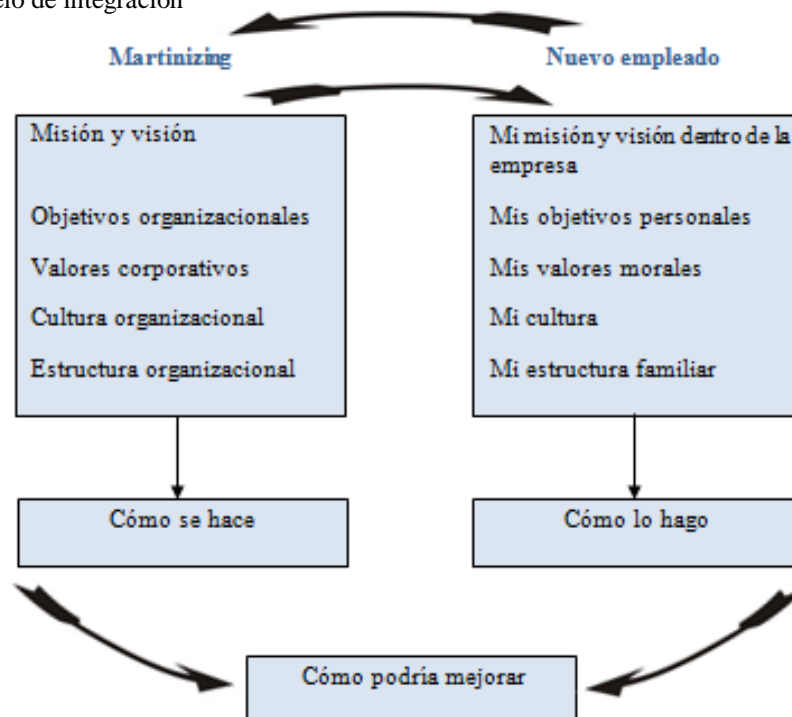 de integración
Martinizing
Nuevo empleado
Misión y visión
Objetivos organizacionales
Valores corporativos
Cultura organizacional
Estructura organizacional
Mi misión y visión dentro de la
empresa
Mis objetivos personales
Mis valores morales
Mi cultura
Mi estructura familiar
Cómo se hace
Cómo lo hago
Cómo podría mejorar